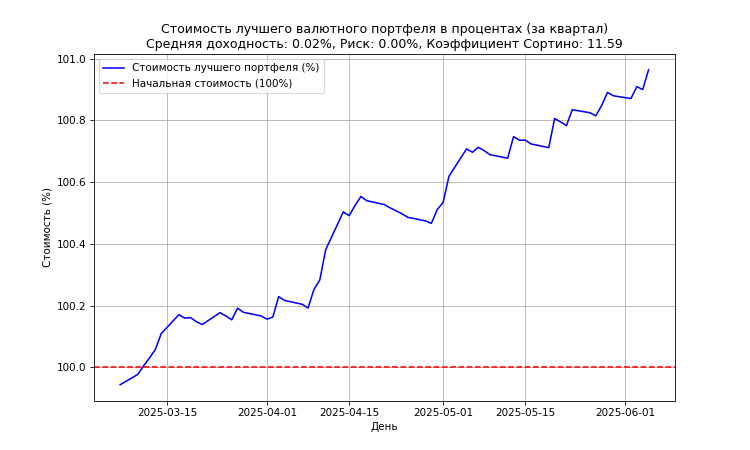 Стоимость лучшего валютного портфеля в процентах (за квартал)
Средняя доходность: 0.02%, Риск: 0.00%, Коэффициент Сортино: 11.59
Стоимость лучшего портфеля (%)
Начальная стоимость (100%)
Стоимость (%)
101.0
100.8
100.6
100.4
100.2
100.0
2025-03-15 2025-04-01 2025-04-15 2025-05-01 2025-05-15 2025-06-01
День